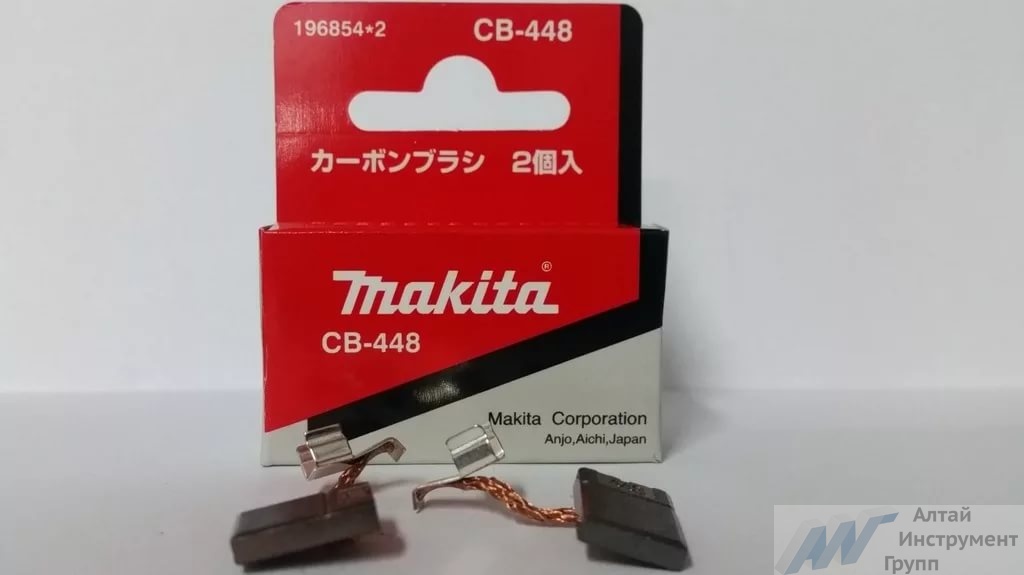 196854*2 CB-448
カーボンブラシ 2個入
makita®
CB-448
Makita Corporation
Anjo,Aichi,Japan
Алтай
Инструмент
Групп